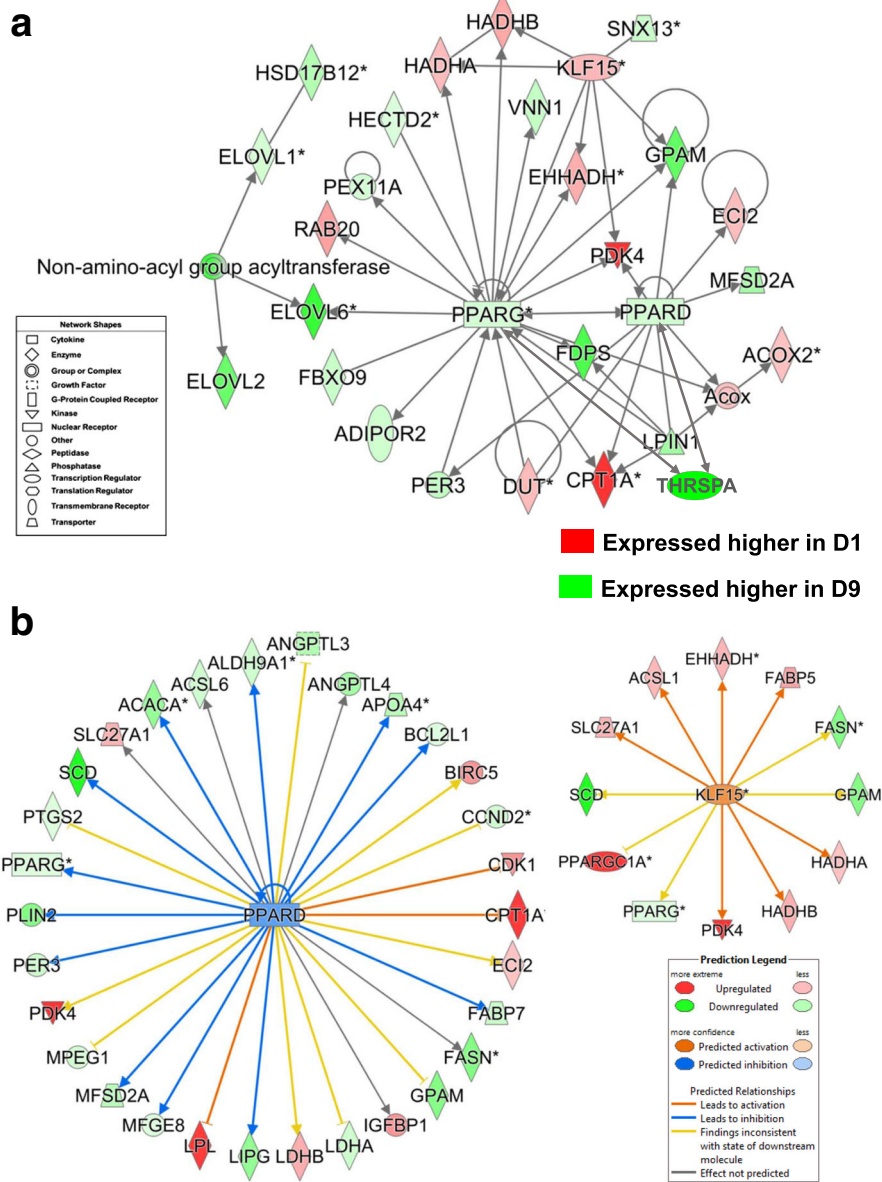 a
HADHB
SNX13*
HSD17B12*
HADHA
KLF15*
HECTD2*
VNN1
ELOVL1*
GPAM
PEX11A
EHHADH*
RAB20
ECI2
PDK4
Non-amino-acyl group acyltransferase
MFSD2A
ELOVL6*
PPARG*
PPARD
Network Shapes
Cytokine
Enzyme
Group or Complex
Growth Factor
G-Protein Coupled Receptor
Kinase
Nuclear Receptor
Other
Peptidase
Phosphatase
Transcription Regulator
Translation Regulator
Transmembrane Receptor
Transporter
ELOVL2
FBXO9
FDPS
ACOX2*
Acox
ADIPOR2
LPIN1
PER3
DUT*
CPT1A*
THRSPA
Expressed higher in D1
Expressed higher in D9
b
ANGPTL3
ALDH9A1*
ACSL6
ANGPTL4
ACACA*
APOA4*
SLC27A1
BCL2L1
SCD
BIRC5
PTGS2
CCND2*
PPARG*
CDK1
PLIN2
PPARD
CPT1A
PER3
ECI2
PDK4
FABP7
MPEG1
FASN*
MFSD2A
GPAM
MFGE8
IGFBP1
LPL
LIPG
LDHB
LDHA
EHHADH*
ACSL1
FABP5
SLC27A1
FASN*
SCD
KLF15*
GPAM
PPARGC1A*
HADHA
PPARG*
PDK4
HADHB
Prediction Legend
more extreme
less
Upregulated
Downregulated
more confidence
less
Predicted activation
Predicted inhibition
Predicted Relationships
Leads to activation
Leads to inhibition
Findings inconsistent
with state of downstream
molecule
Effect not predicted